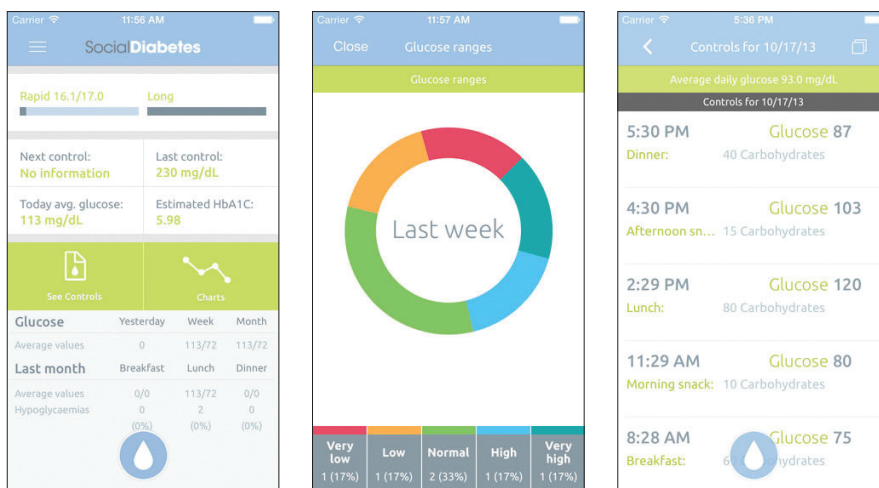 Carrier 11:56 AM
SocialDiabetes
Rapid 16.1/17.0 Long
Next control: Last control:
No information 230 mg/dL
Today avg. glucose: Estimated HbA1C:
113 mg/dL 5.98
See Controls Charts
Glucose Yesterday Week Month
Average values 0 113/72 113/72
Last month Breakfast Lunch Dinner
Average values 0/0 113/72 0/0
Hypoglycaemias 0 2 0
(0%) (0%) (0%)
Carrier 11:57 AM
Close Glucose ranges
Glucose ranges
Last week
Very low Low Normal High Very high
1 (17%) 1 (17%) 2 (33%) 1 (17%) 1 (17%)
Carrier 5:36 PM
Controls for 10/17/13
Average daily glucose 93.0 mg/dL
Controls for 10/17/13
5:30 PM Glucose 87
Dinner: 40 Carbohydrates
4:30 PM Glucose 103
Afternoon sn... 15 Carbohydrates
2:29 PM Glucose 120
Lunch: 80 Carbohydrates
11:29 AM Glucose 80
Morning snack: 10 Carbohydrates
8:28 AM Glucose 75
Breakfast: